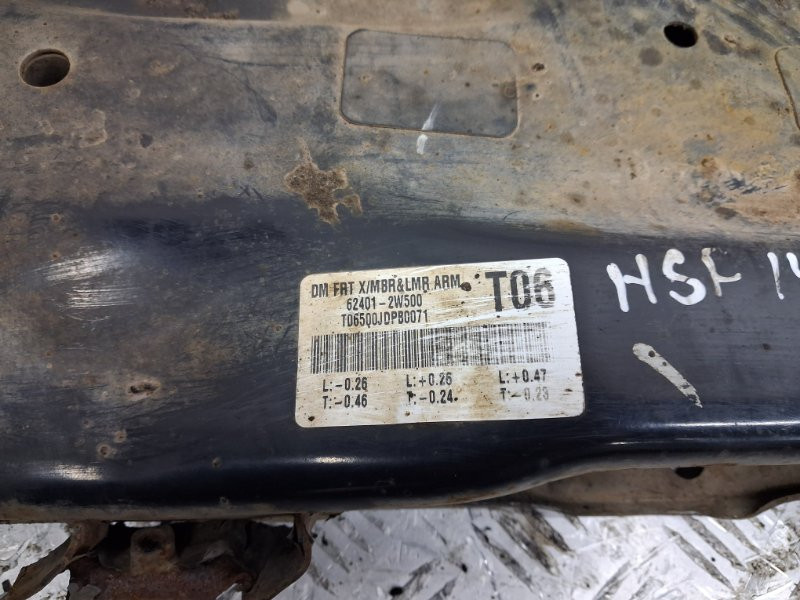 DM FRT X/MBR&LMR ARM T06
62401-2W500
T06500JDPB0071
L:-0.26 L:+0.26 L:+0.47
T:-0.46 T:-0.24 T:-0.23